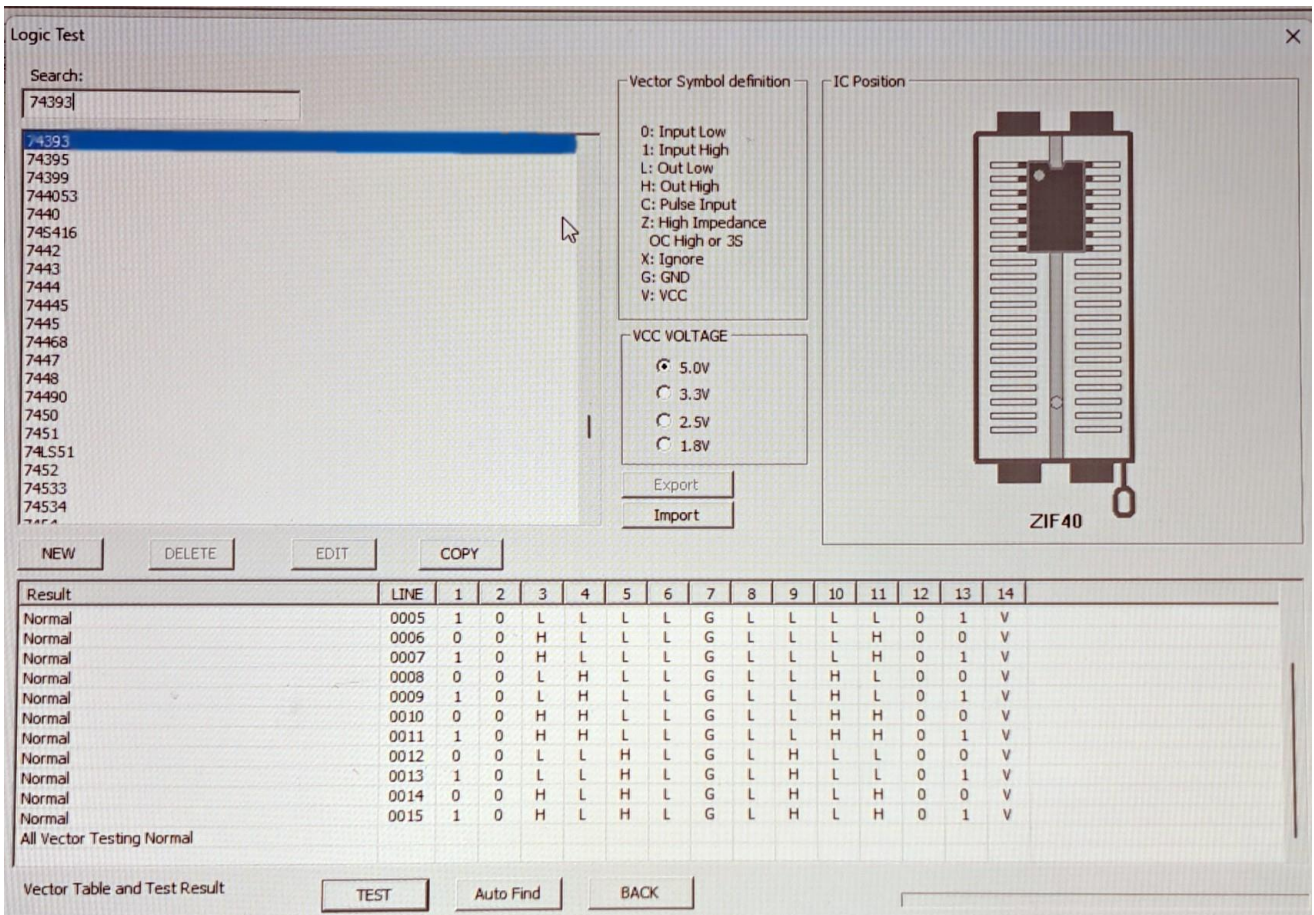 Logic Test
Search:
74393
74393
74395
74399
744053
7440
74S416
7442
7443
7444
74445
7445
74468
7447
7448
74490
7450
7451
74LS51
7452
74533
74534
NEW DELETE EDIT COPY
Vector Symbol definition
0: Input Low
1: Input High
L: Out Low
H: Out High
C: Pulse Input
Z: High Impedance
OC High or 3S
X: Ignore
G: GND
V: VCC
VCC VOLTAGE
5.0V
3.3V
2.5V
1.8V
Export
Import
IC Position
ZIF40
Result LINE 1 2 3 4 5 6 7 8 9 10 11 12 13 14
Normal 0005 1 0 L L L L G L L L L 0 1 V
Normal 0006 0 0 H L L L G L L L H 0 0 V
Normal 0007 1 0 H L L L G L L L H 0 1 V
Normal 0008 0 0 L H L L G L L H L 0 0 V
Normal 0009 1 0 L H L L G L L H L 0 1 V
Normal 0010 0 0 H H L L G L L H H 0 0 V
Normal 0011 1 0 H H L L G L L H H 0 1 V
Normal 0012 0 0 L L H L G L H L L 0 0 V
Normal 0013 1 0 L L H L G L H L L 0 1 V
Normal 0014 0 0 H L H L G L H L H 0 0 V
Normal 0015 1 0 H L H L G L H L H 0 1 V
All Vector Testing Normal
Vector Table and Test Result
TEST Auto Find BACK